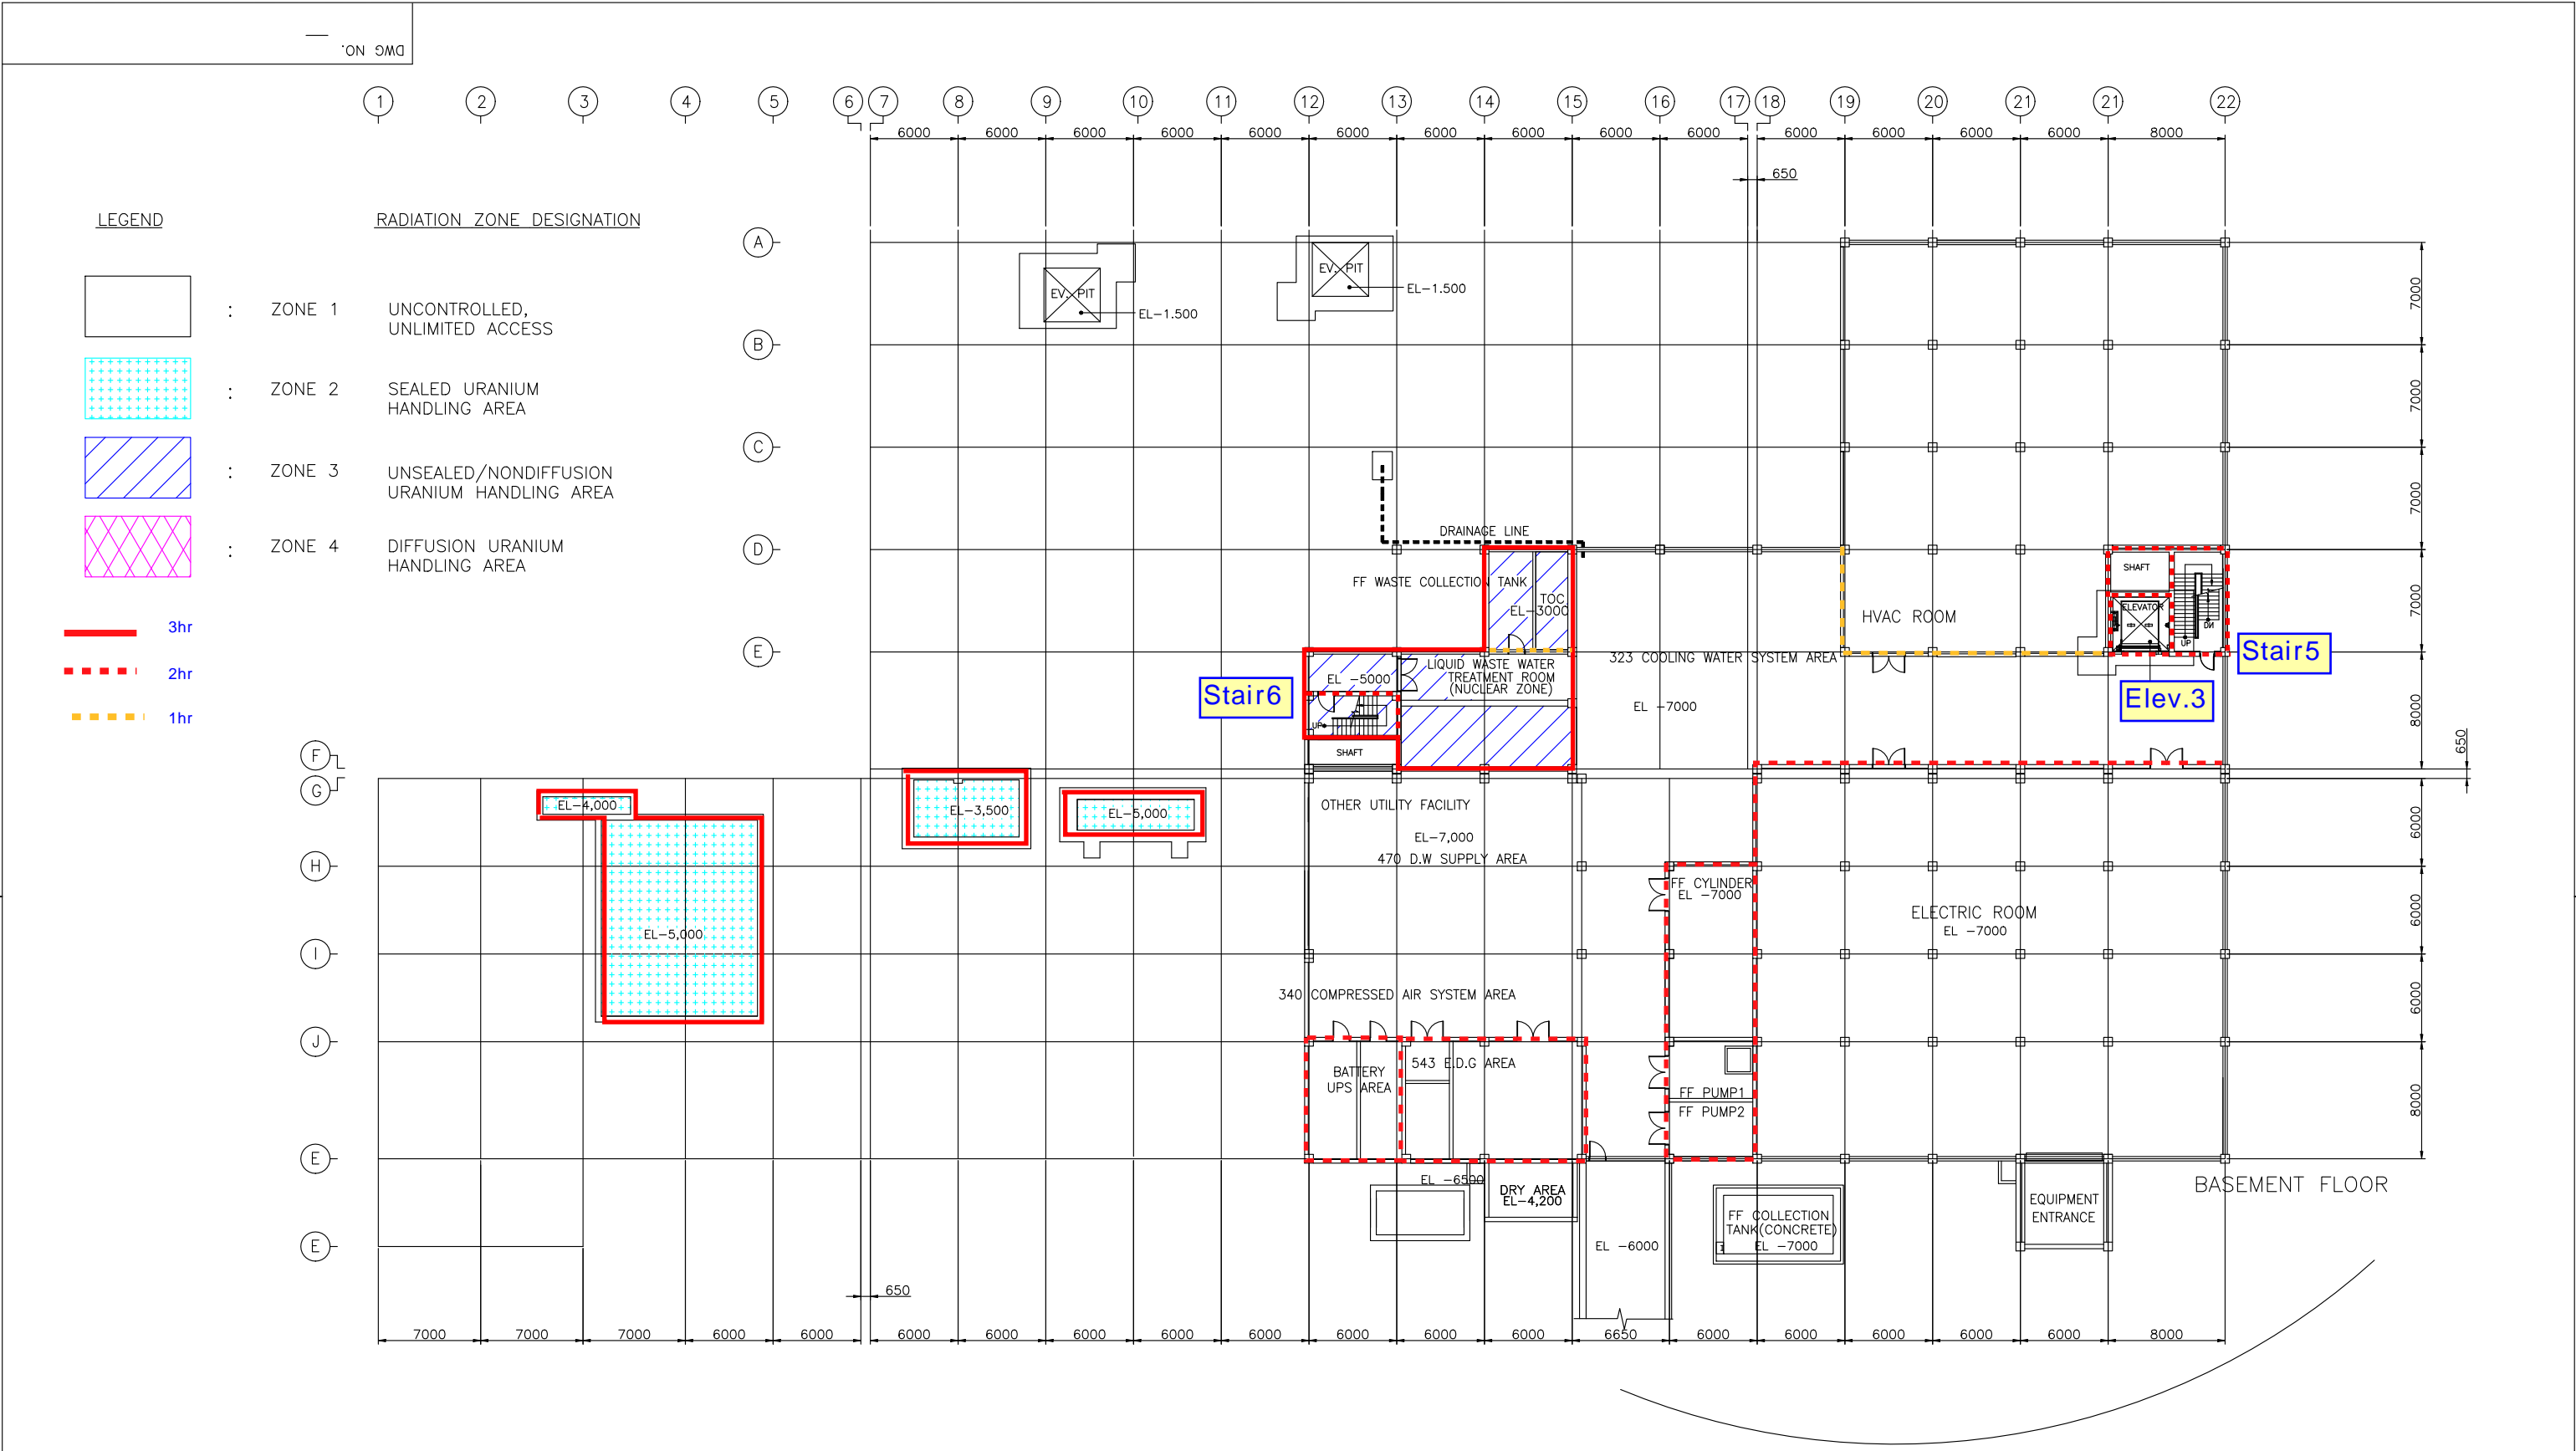 DWG NO.
1 2 3 4 5 6 7 8 9 10 11 12 13 14 15 16 17 18 19 20 21 21 22
6000 6000 6000 6000 6000 6000 6000 6000 6000 6000 6000 6000 6000 6000 8000
650
LEGEND
RADIATION ZONE DESIGNATION
: ZONE 1 UNCONTROLLED,
UNLIMITED ACCESS
: ZONE 2 SEALED URANIUM
HANDLING AREA
: ZONE 3 UNSEALED/NONDIFFUSION
URANIUM HANDLING AREA
: ZONE 4 DIFFUSION URANIUM
HANDLING AREA
3hr
2hr
1hr
A
B
C
D
E
F
G
H
I
J
E
E
EV. PIT
EL-1.500
EV. PIT
EL-1.500
DRAINAGE LINE
FF WASTE COLLECTION TANK
TOC
EL-3000
LIQUID WASTE WATER
TREATMENT ROOM
(NUCLEAR ZONE)
EL -5000
UP
SHAFT
Stair6
323 COOLING WATER SYSTEM AREA
EL -7000
HVAC ROOM
SHAFT
ELEVATOR
UP
DN
Stair5
Elev.3
7000
7000
7000
7000
8000
650
6000
6000
6000
8000
EL-4,000
EL-5,000
EL-3,500
EL-5,000
OTHER UTILITY FACILITY
EL-7,000
470 D.W SUPPLY AREA
340 COMPRESSED AIR SYSTEM AREA
FF CYLINDER
EL -7000
ELECTRIC ROOM
EL -7000
BATTERY
UPS AREA
543 E.D.G AREA
FF PUMP1
FF PUMP2
EL -6500
DRY AREA
EL-4,200
EL -6000
FF COLLECTION
TANK(CONCRETE)
EL -7000
EQUIPMENT
ENTRANCE
BASEMENT FLOOR
650
7000 7000 7000 6000 6000 6000 6000 6000 6000 6000 6000 6000 6000 6650 6000 6000 6000 6000 6000 8000